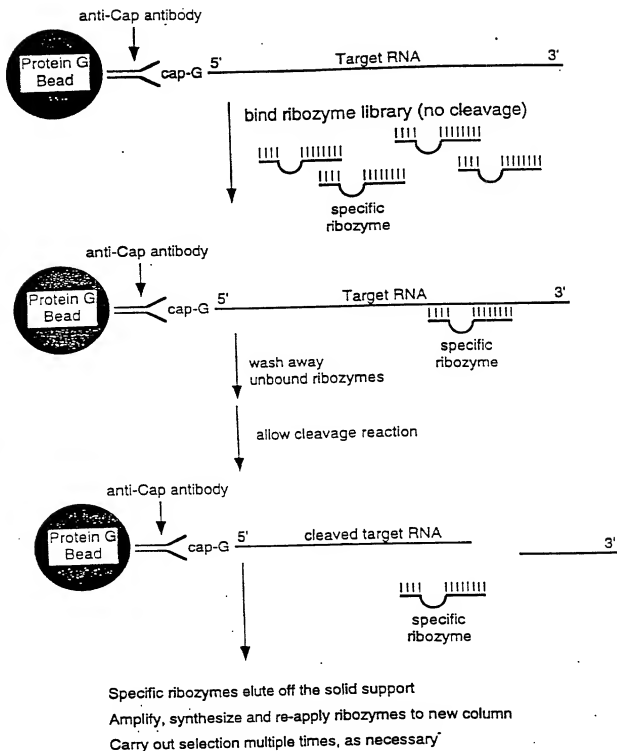 anti-Cap antibody
Protein G Bead
cap-G
5'
Target RNA
3'
bind ribozyme library (no cleavage)
specific
ribozyme
anti-Cap antibody
Protein G
Bead
cap-G
5'
Target RNA
3'
specific
ribozyme
wash away
unbound ribozymes
allow cleavage reaction
anti-Cap antibody
Protein G
Bead
cap-G
5'
cleaved target RNA
3'
specific
ribozyme
Specific ribozymes elute off the solid support
Amplify, synthesize and re-apply ribozymes to new column
Carry out selection multiple times, as necessary